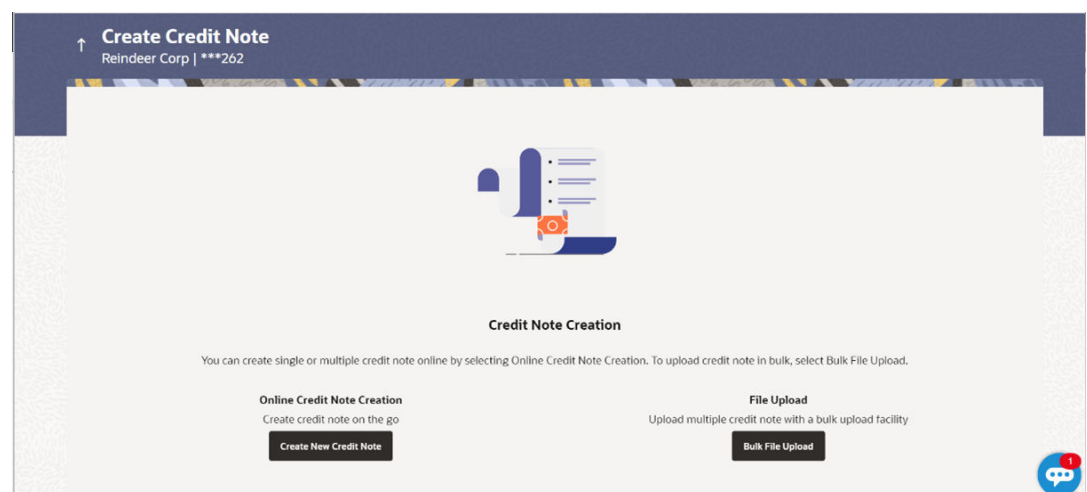 Create Credit Note
Reindeer Corp | ***262
Credit Note Creation
You can create single or multiple credit note online by selecting Online Credit Note Creation. To upload credit note in bulk, select Bulk File Upload.
Online Credit Note Creation
Create credit note on the go
Create New Credit Note
File Upload
Upload multiple credit note with a bulk upload facility
Bulk File Upload
1